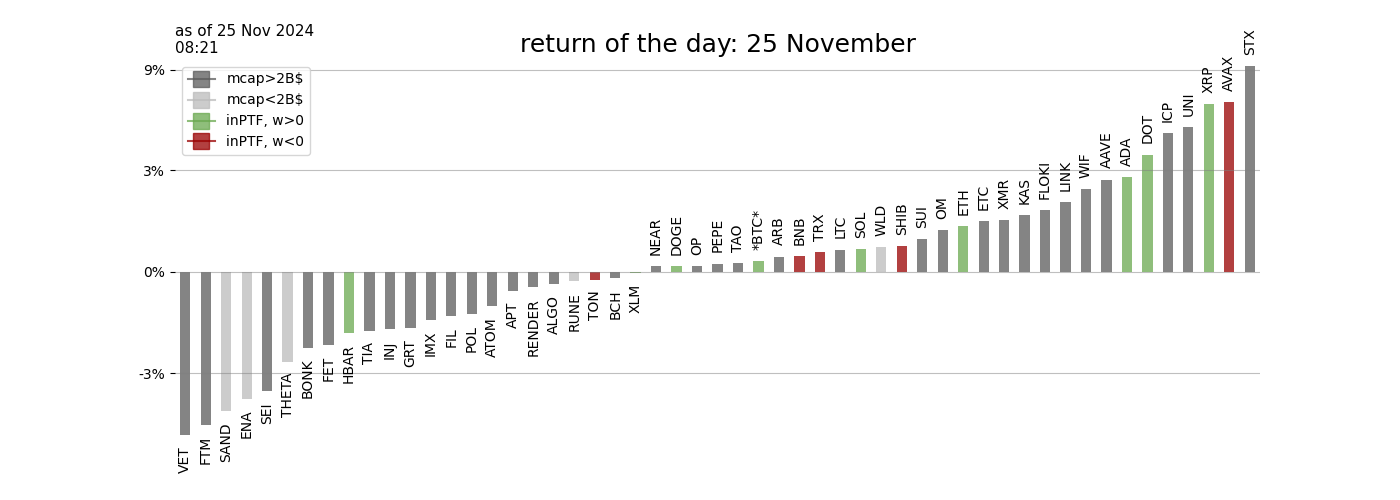 as of 25 Nov 2024
08:21
return of the day: 25 November
mcap>2B$
mcap<2B$
inPTF, w>0
inPTF, w<0
9%
3%
0%
-3%
VET
FTM
SAND
ENA
SEI
THETA
BONK
FET
HBAR
TIA
INJ
GRT
IMX
FIL
POL
ATOM
APT
RENDER
ALGO
RUNE
TON
BCH
XLM
NEAR
DOGE
OP
PEPE
TAO
*BTC*
ARB
BNB
TRX
LTC
SOL
WLD
SHIB
SUI
OM
ETH
ETC
XMR
KAS
FLOKI
LINK
WIF
AAVE
ADA
DOT
ICP
UNI
XRP
AVAX
STX